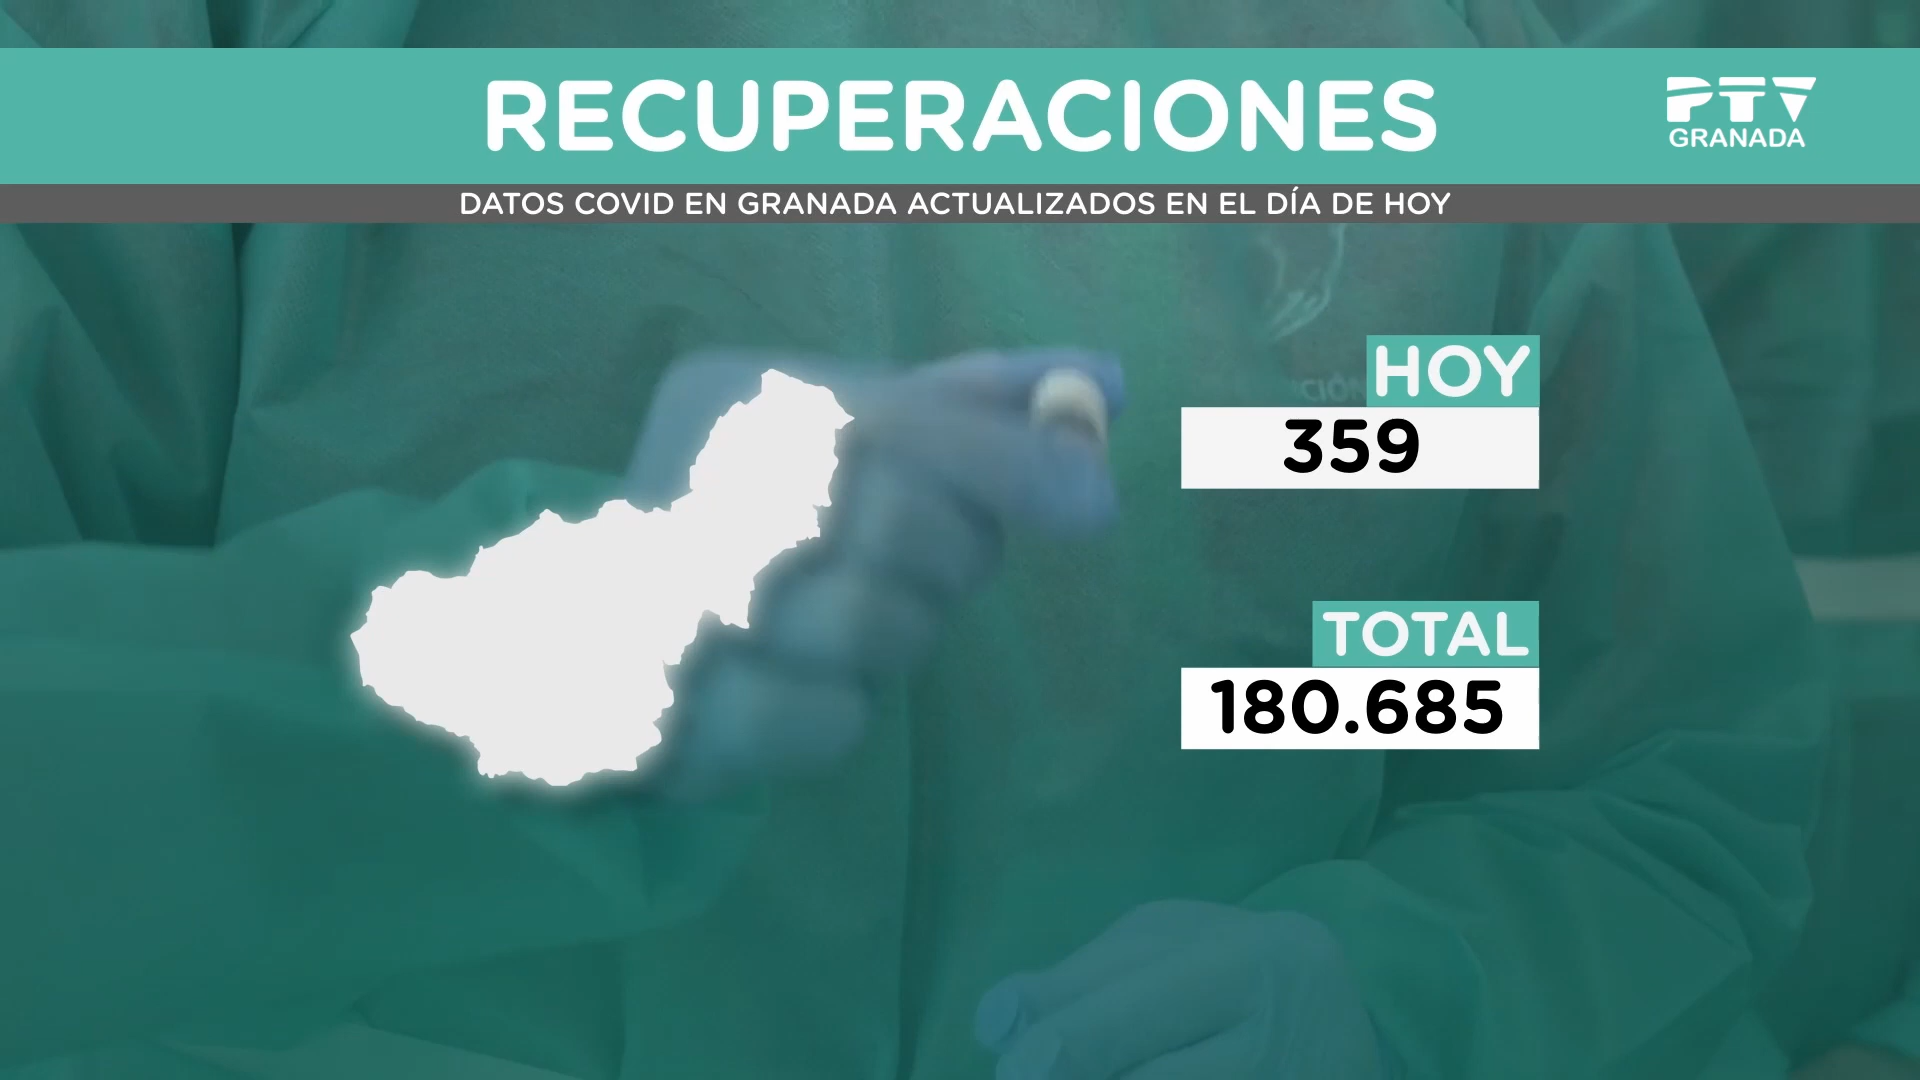 RECUPERACIONES
PTV
GRANADA
DATOS COVID EN GRANADA ACTUALIZADOS EN EL DÍA DE HOY
HOY
359
TOTAL
180.685